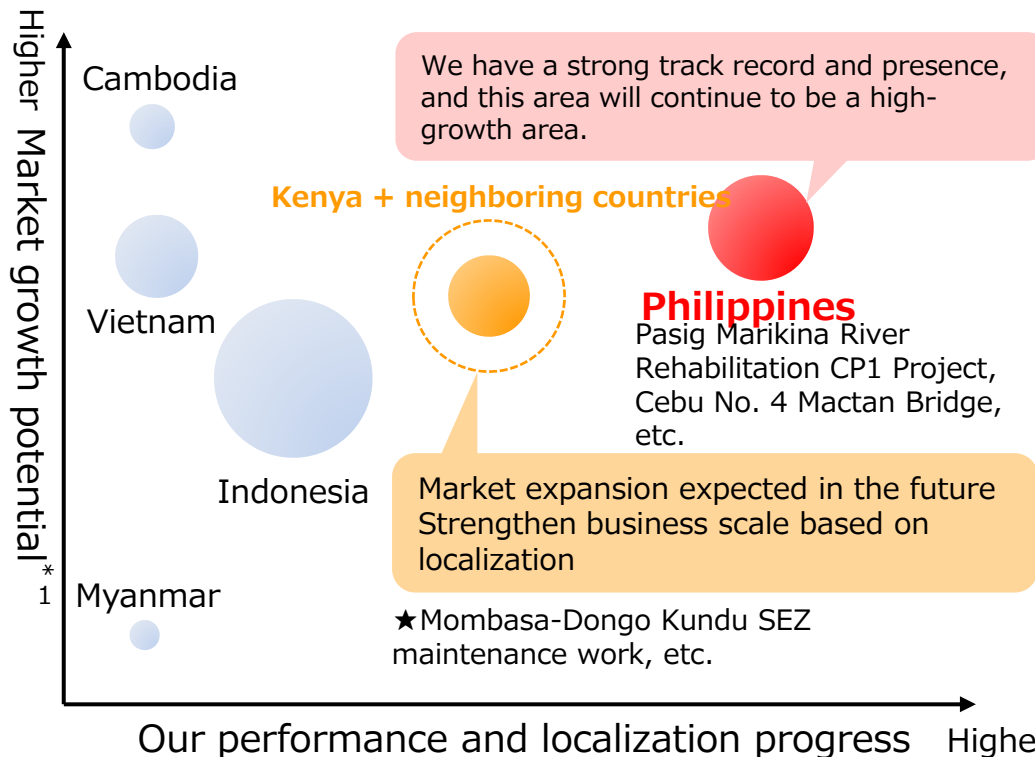 Higher Market growth potential*1
Cambodia
We have a strong track record and presence,
and this area will continue to be a high-
growth area.
Kenya + neighboring countries
Vietnam
Philippines
Pasig Marikina River
Rehabilitation CP1 Project,
Cebu No. 4 Mactan Bridge,
etc.
Indonesia
Market expansion expected in the future
Strengthen business scale based on
localization
Myanmar
★Mombasa-Dongo Kundu SEZ
maintenance work, etc.
Our performance and localization progress Highe